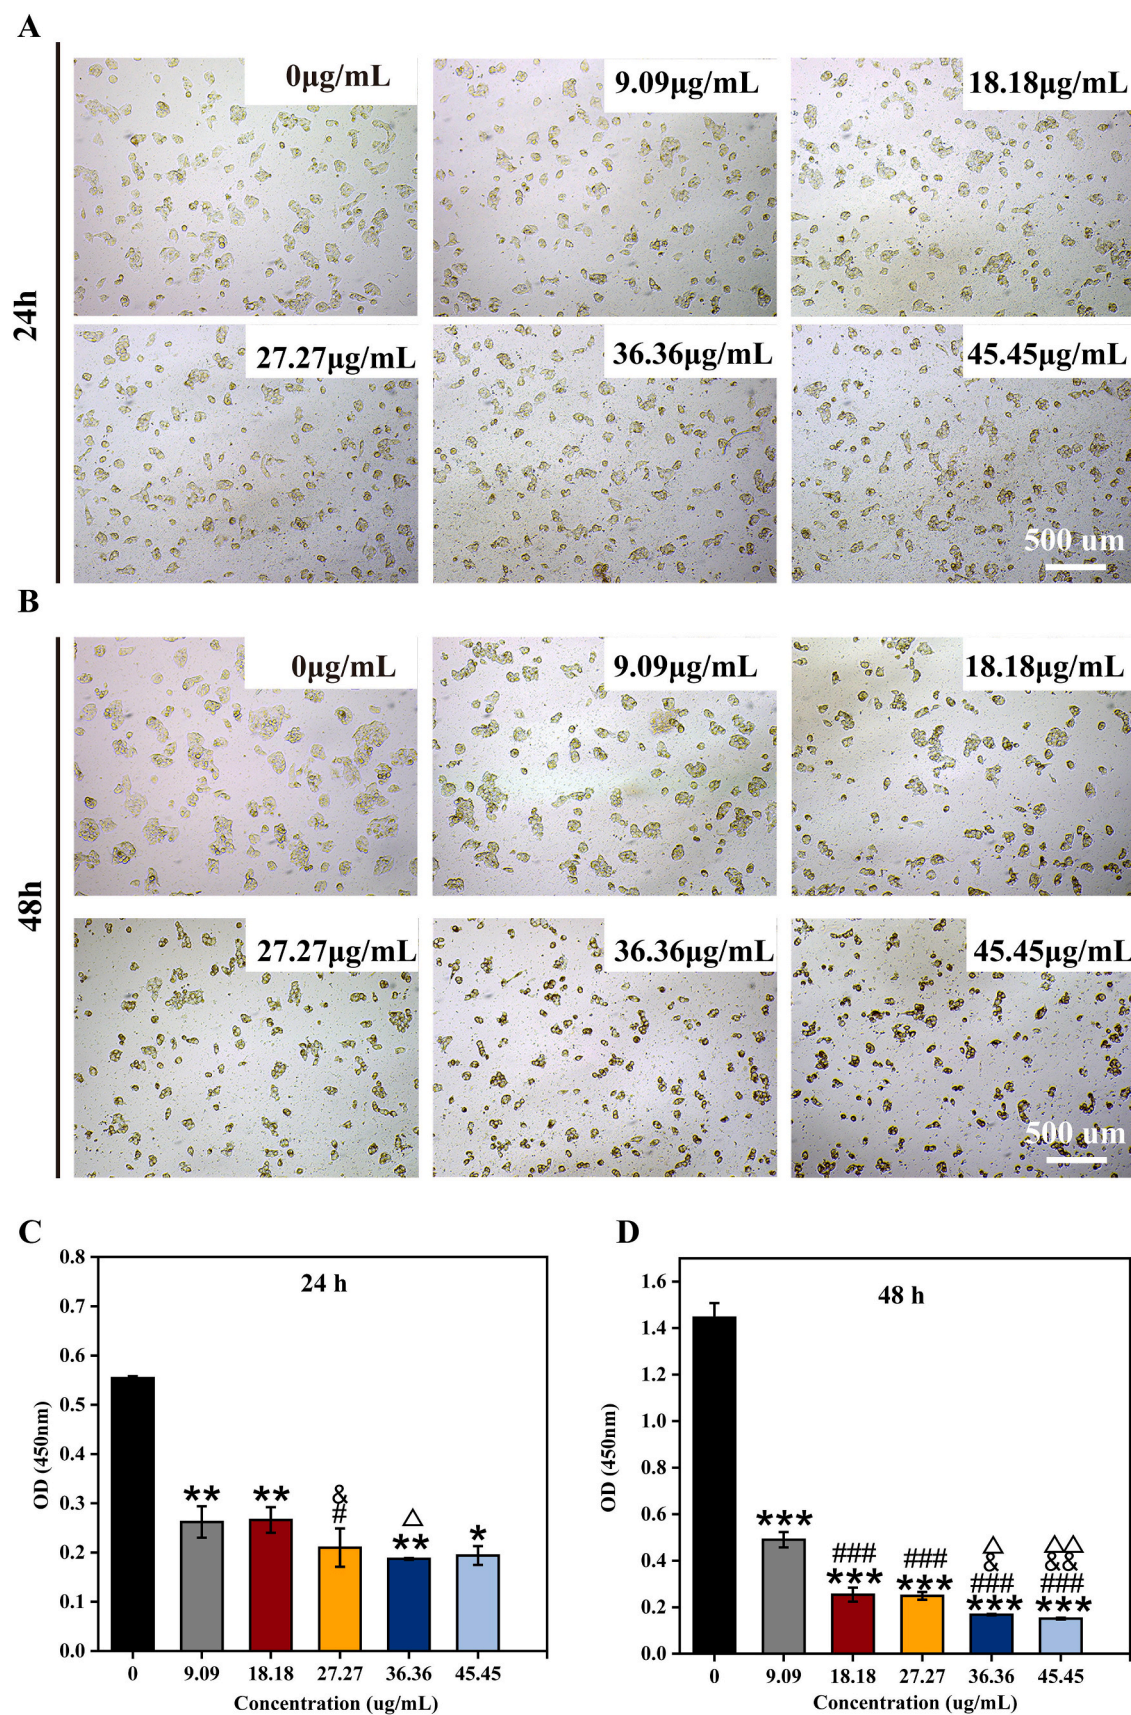 A
24h
0μg/mL
9.09μg/mL
18.18μg/mL
27.27μg/mL
36.36μg/mL
45.45μg/mL
500 um
B
48h
0μg/mL
9.09μg/mL
18.18μg/mL
27.27μg/mL
36.36μg/mL
45.45μg/mL
500 um
C
24 h
OD (450nm)
0.8
0.7
0.6
0.5
0.4
0.3
0.2
0.1
0.0
**
**
&
#
△
**
*
0 9.09 18.18 27.27 36.36 45.45
Concentration (ug/mL)
D
48 h
OD (450nm)
1.6
1.4
1.2
1.0
0.8
0.6
0.4
0.2
0.0
***
###
***
###
***
△
&
###
***
△△
&&
###
***
0 9.09 18.18 27.27 36.36 45.45
Concentration (ug/mL)